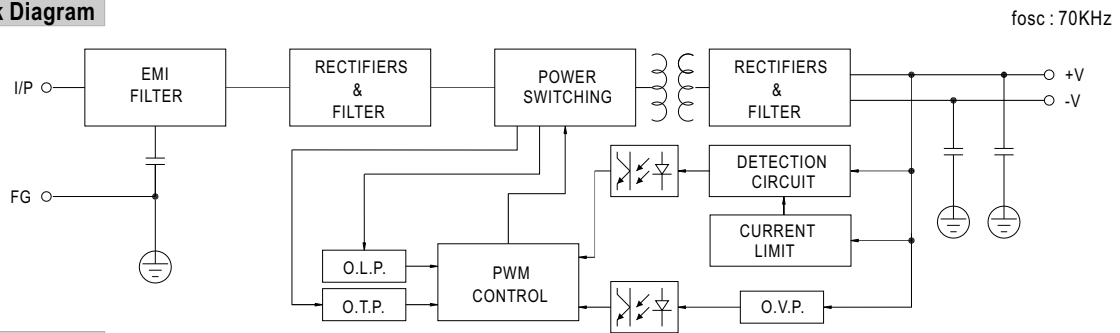 k Diagram
fosc : 70KHz
I/P
EMI
FILTER
RECTIFIERS
&
FILTER
POWER
SWITCHING
RECTIFIERS
&
FILTER
+V
-V
FG
DETECTION
CIRCUIT
CURRENT
LIMIT
O.L.P.
O.T.P.
PWM
CONTROL
O.V.P.